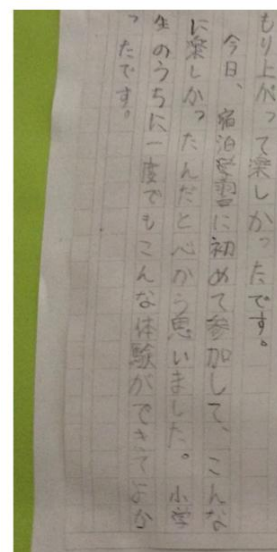 もり上がって楽しかったです。
今日、宿泊学習に初めて参加して、こんな
に楽しかったんだと心から思いました。小学
生のうちに一度でもこんな体験ができてよか
ったです。